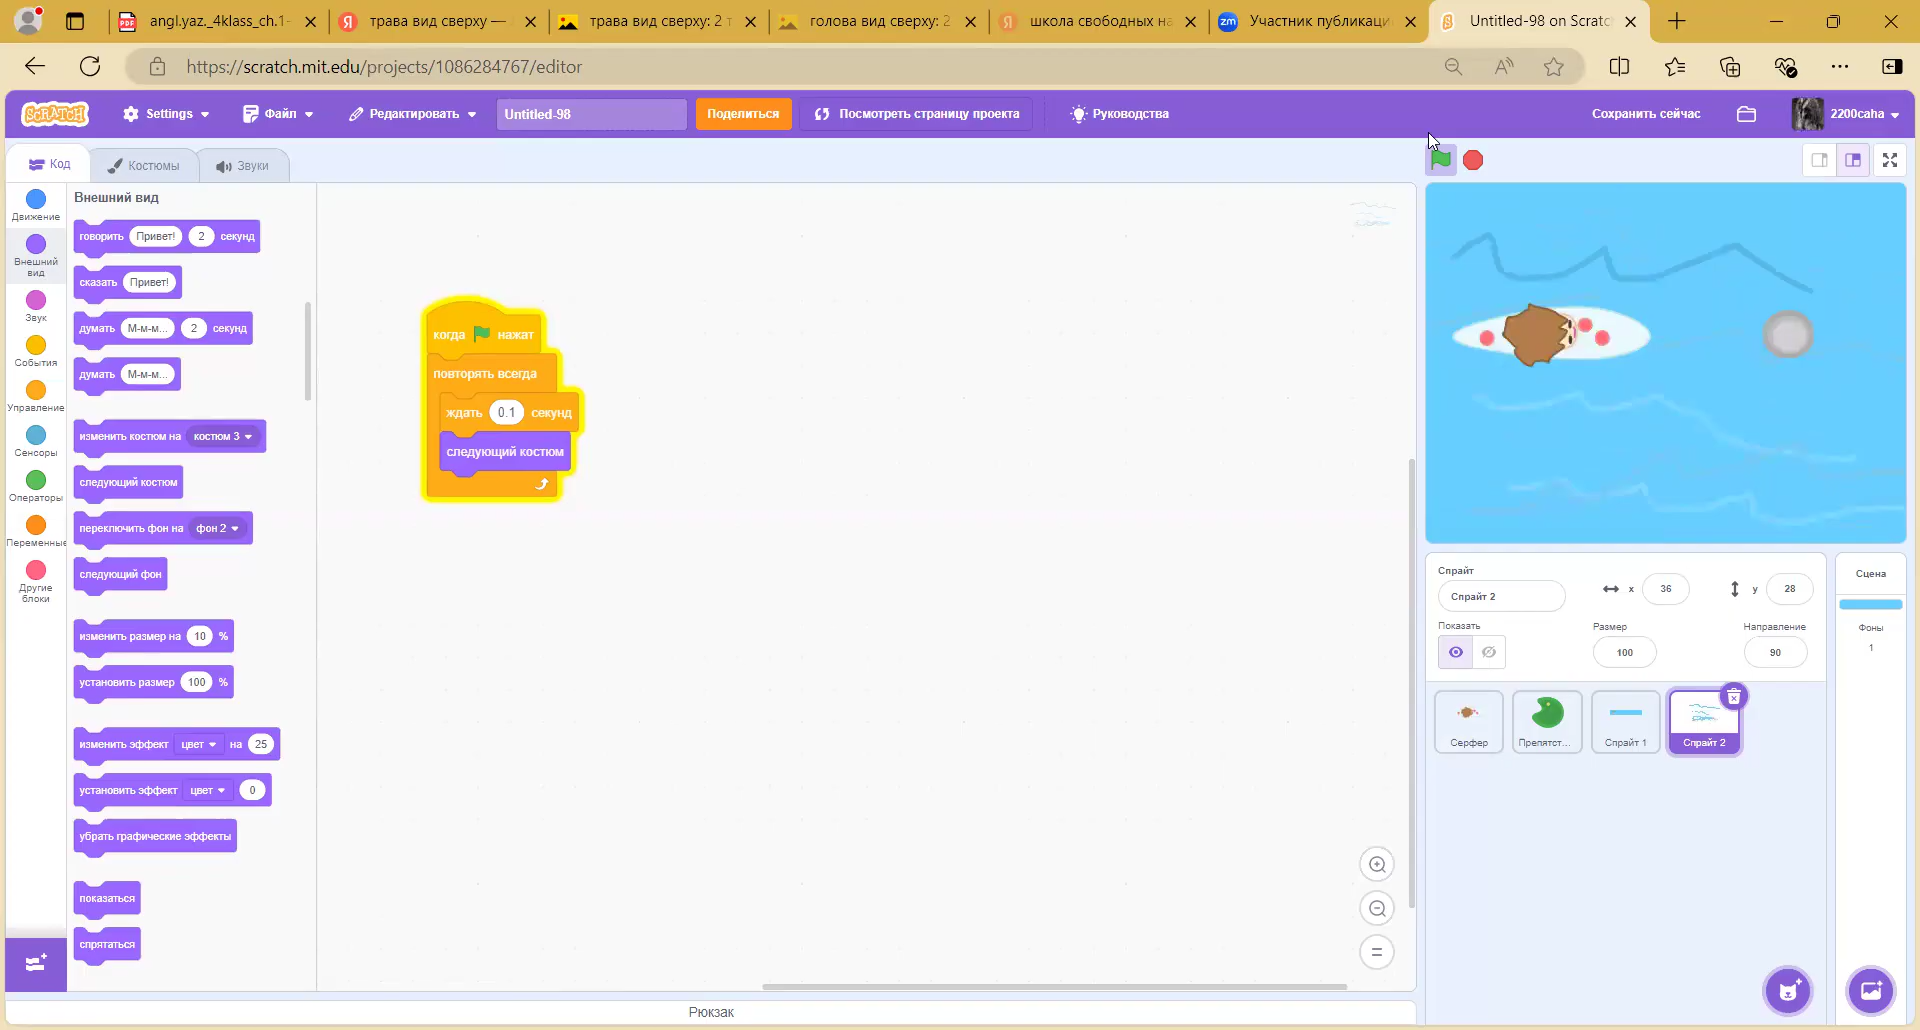 angl.yaz._4klass_ch.1-
трава вид сверху —
трава вид сверху: 2 т
голова вид сверху: 2
школа свободных на
zm Участник публикаци
Untitled-98 on Scratc
https://scratch.mit.edu/projects/1086284767/editor
SCRATCH
Settings
Файл
Редактировать
Untitled-98
Поделиться
Посмотреть страницу проекта
Руководства
Сохранить сейчас
2200caha
Код
Костюмы
Звуки
Движение
Внешний вид
Звук
События
Управление
Сенсоры
Операторы
Переменные
Другие блоки
Внешний вид
говорить Привет! 2 секунд
сказать Привет!
думать М-м-м... 2 секунд
думать М-м-м...
изменить костюм на костюм 3
следующий костюм
переключить фон на фон 2
следующий фон
изменить размер на 10 %
установить размер 100 %
изменить эффект цвет на 25
установить эффект цвет 0
убрать графические эффекты
показаться
спрятаться
когда нажат
повторять всегда
ждать 0.1 секунд
следующий костюм
Спрайт
Спрайт 2
x 36
y 28
Показать
Размер
100
Направление
90
Серфер
Препятст...
Спрайт 1
Спрайт 2
Сцена
Фоны
1
Рюкзак